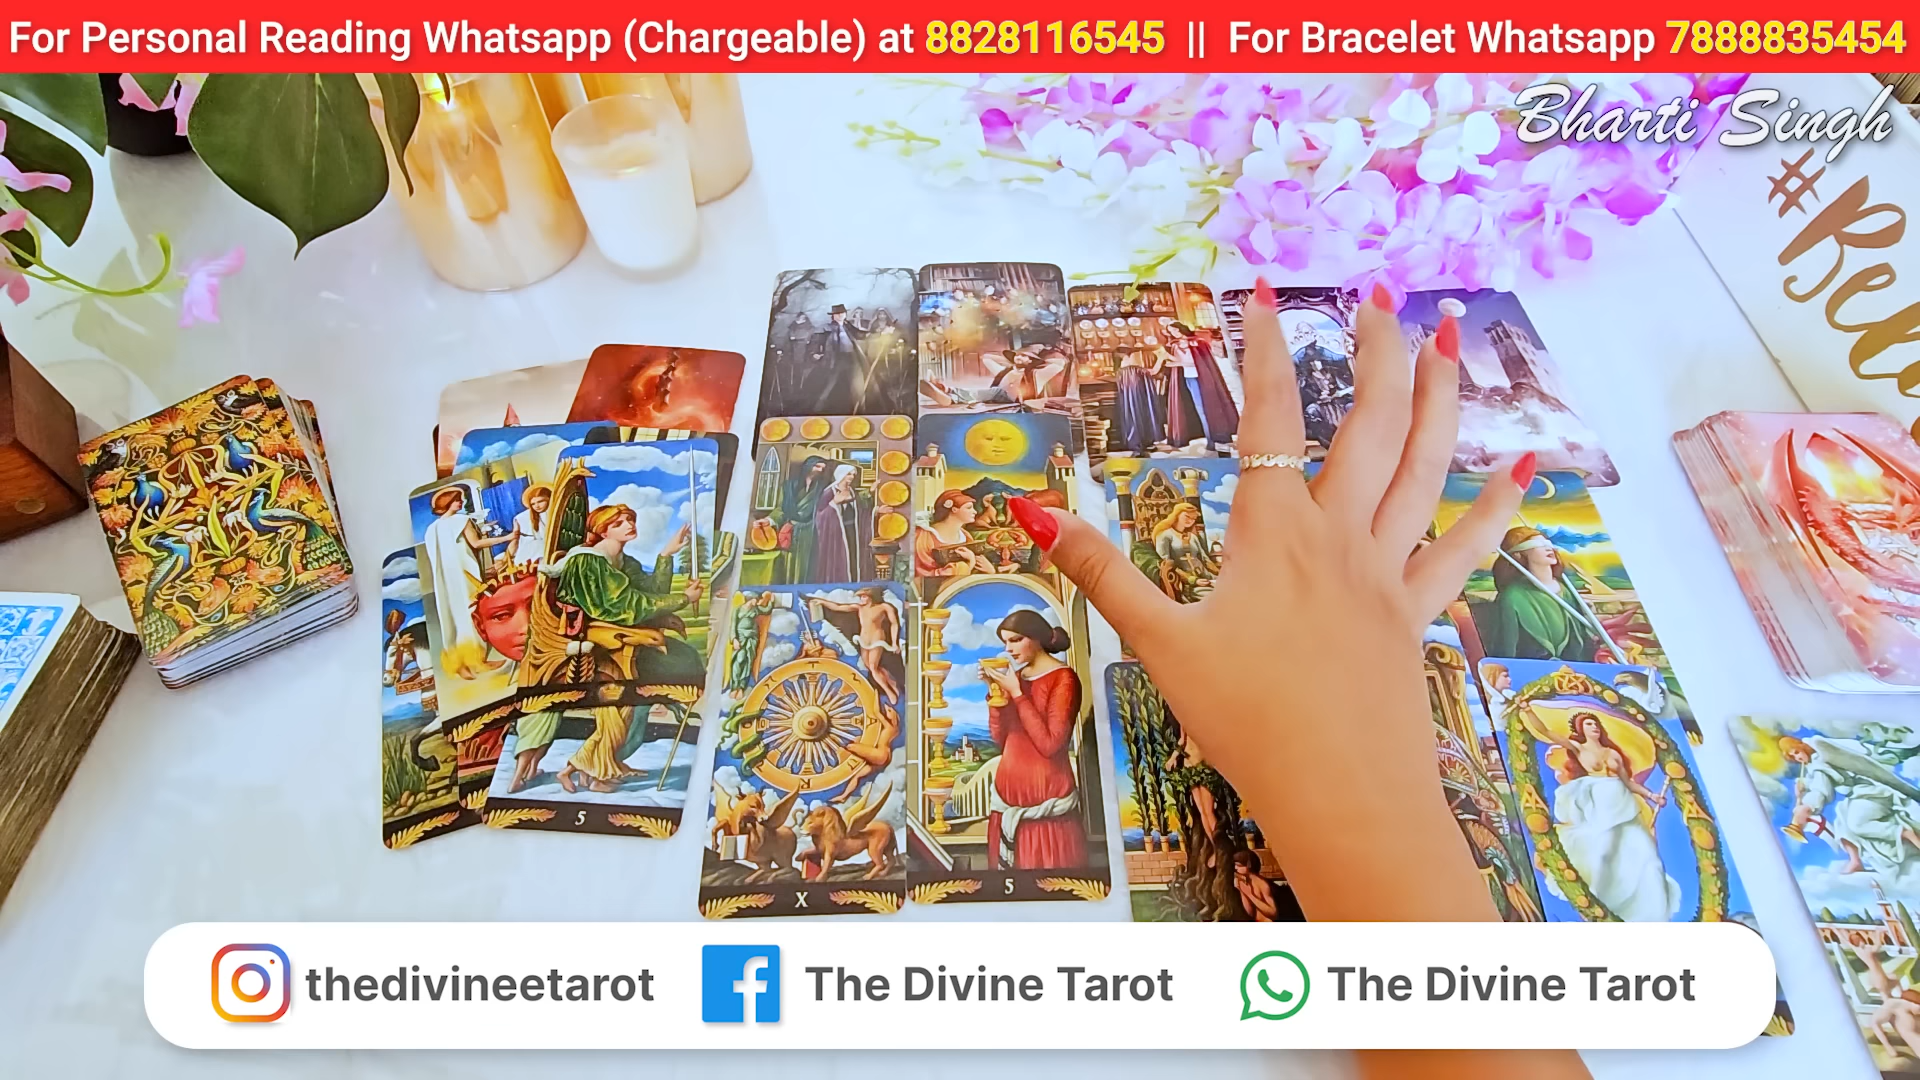 For Personal Reading Whatsapp (Chargeable) at 8828116545 || For Bracelet Whatsapp 7888835454
Bharti Singh
5
X
5
thedivineetarot
The Divine Tarot
The Divine Tarot